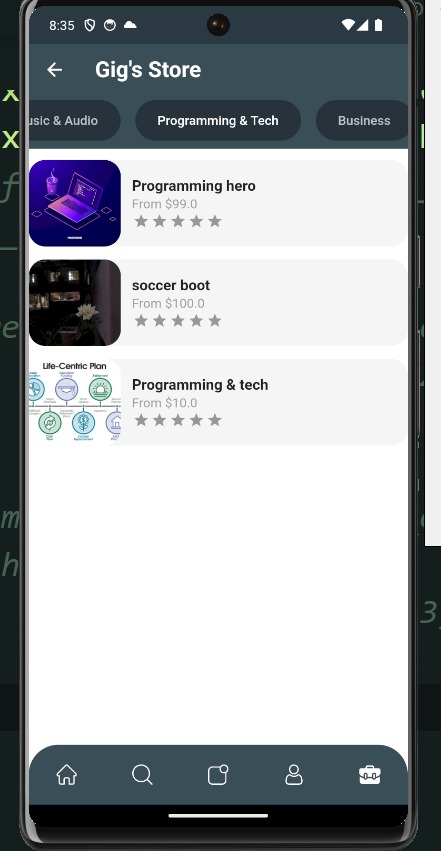 8:35
Gig's Store
usic & Audio
Programming & Tech
Business
Programming hero
From $99.0
soccer boot
From $100.0
Life-Centric Plan
Programming & tech
From $10.0